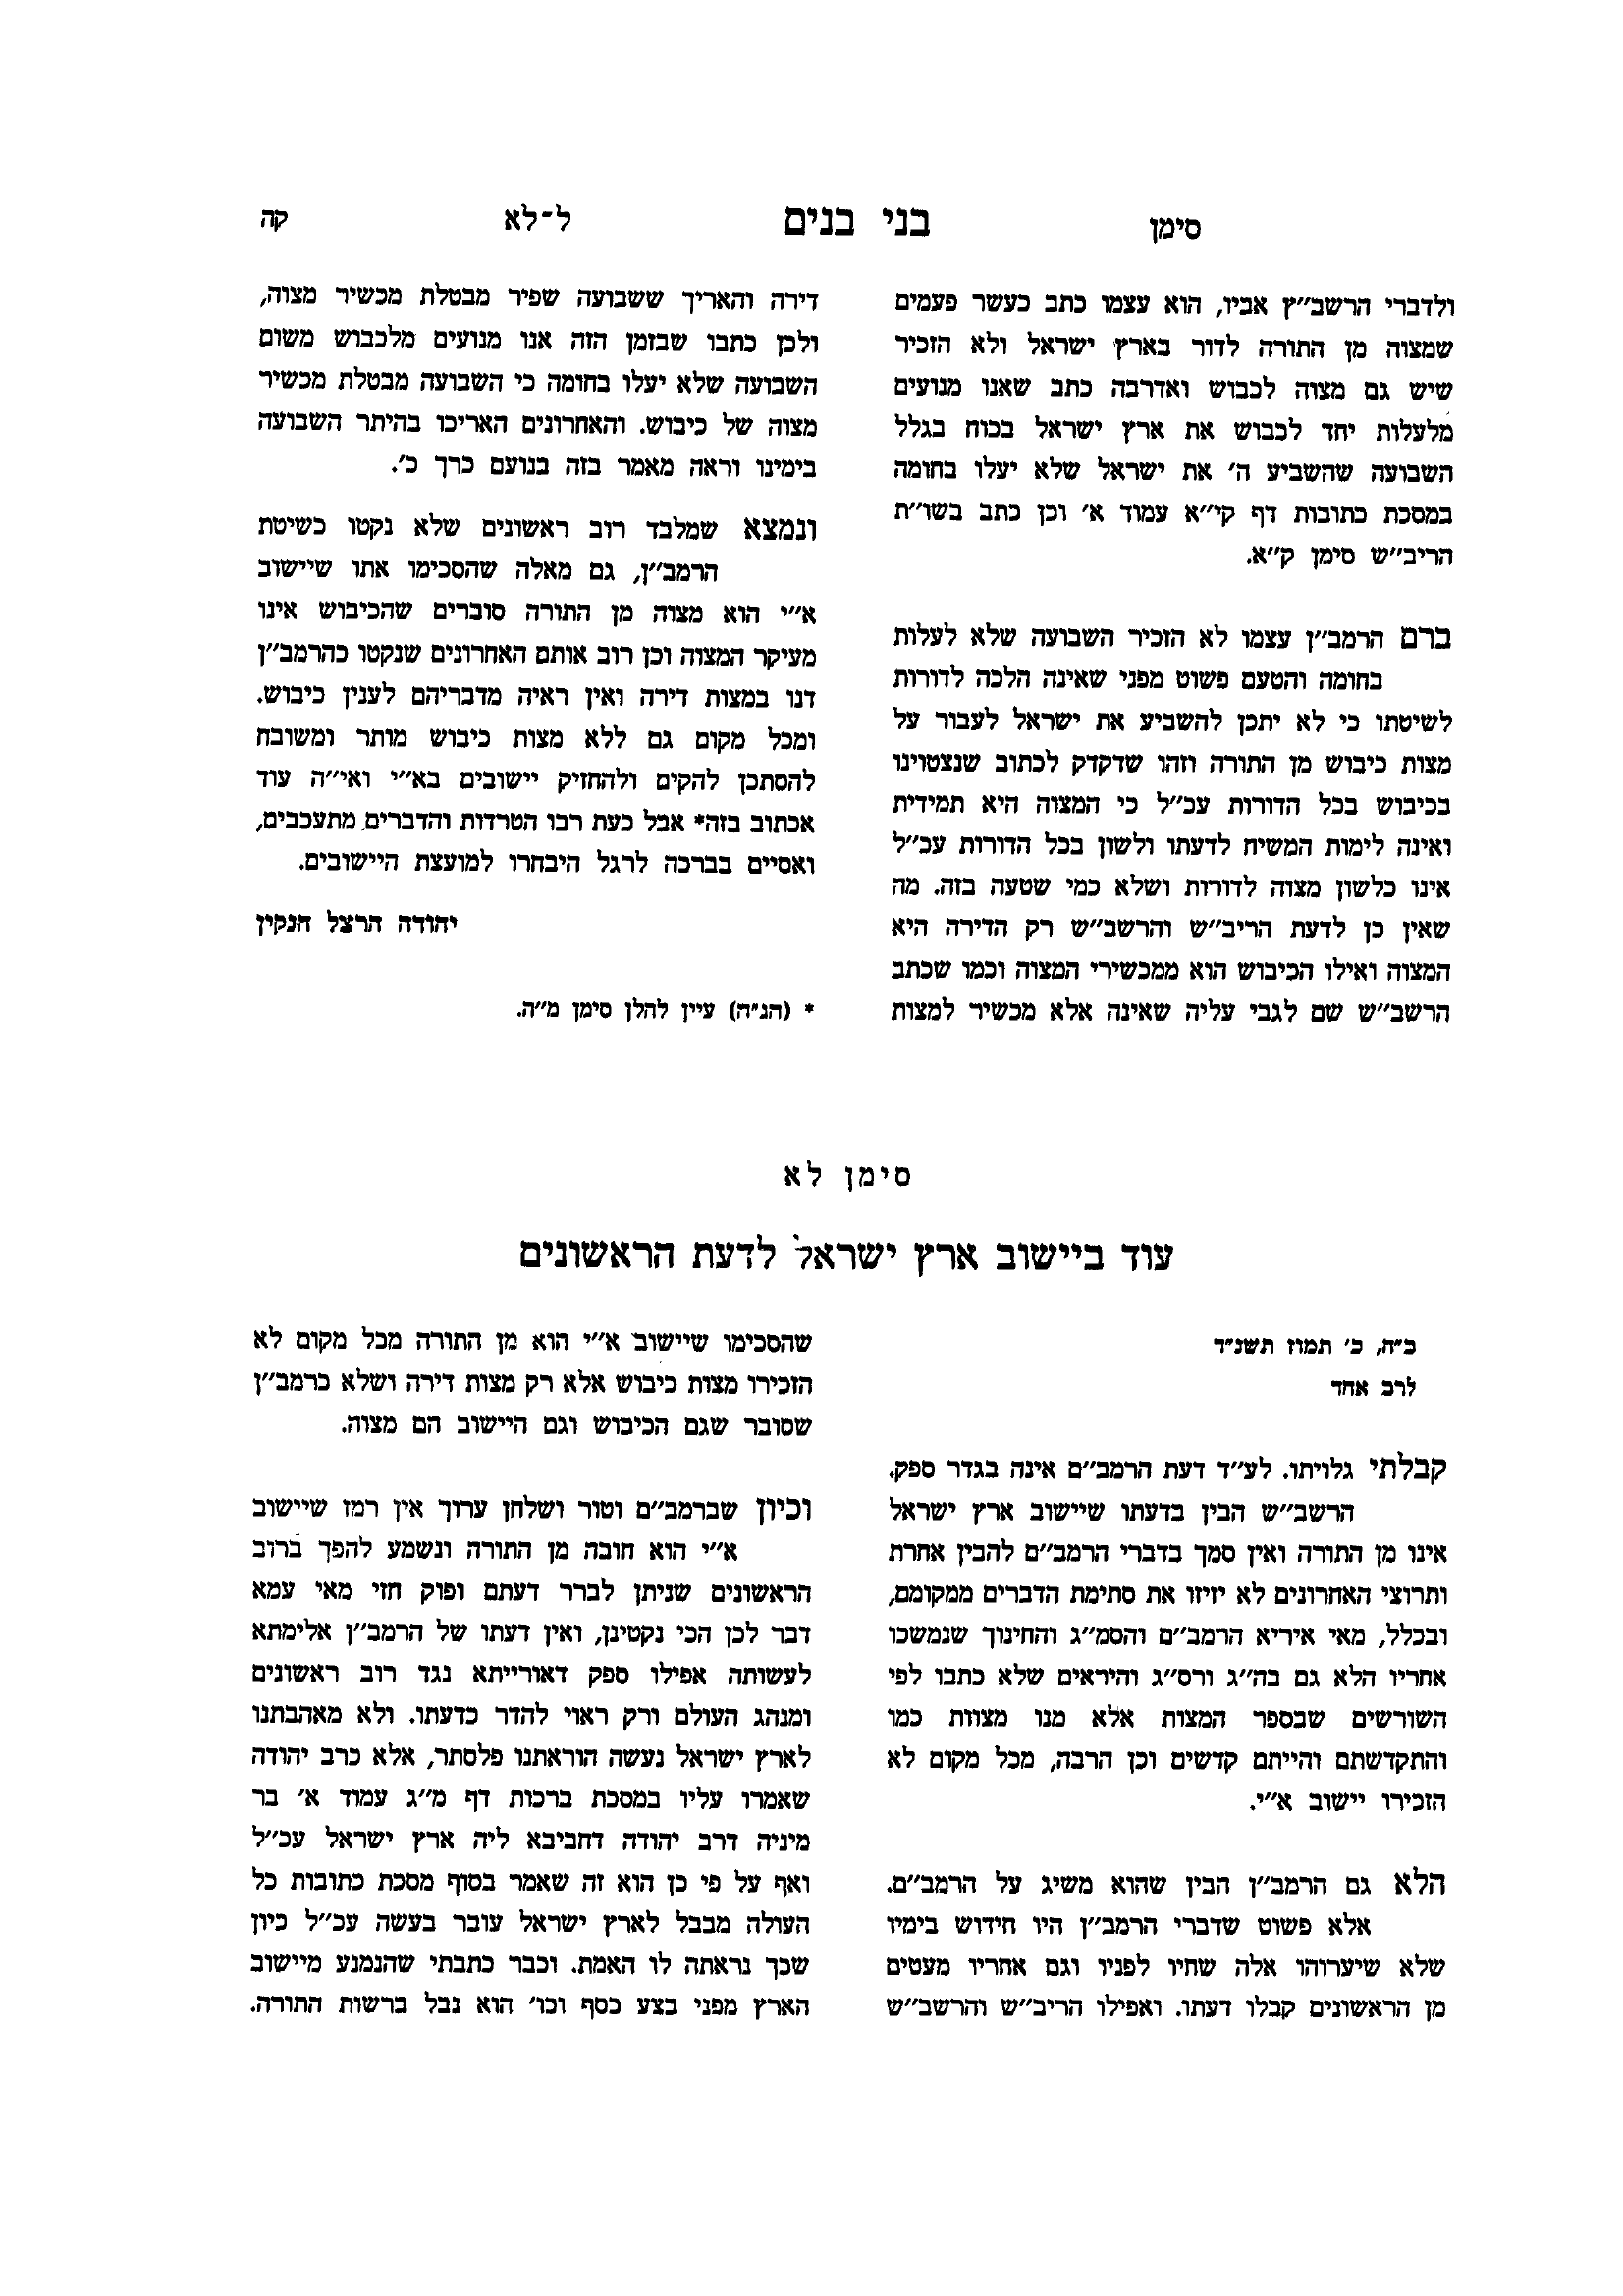 סימן בני בנים ל־לא קה
ולדברי הרשב״ץ אביו, הוא עצמו כתב כעשר פעמים
שמצוה מן התורה לדור בארץ ישראל ולא הזכיר
שיש גם מצוה לכבוש ואדרבה כתב שאנו מנועים
מלעלות יחד לכבוש את ארץ ישראל בכוח בגלל
השבועה שהשביע ה׳ את ישראל שלא יעלו בחומה
במסכת כתובות דף קי״א עמוד א׳ וכן כתב בשו״ת
הריב״ש סימן ק״א.
ברם הרמב״ן עצמו לא הזכיר השבועה שלא לעלות
בחומה והטעם פשוט מפני שאינה הלכה לדורות
לשיטתו כי לא יתכן להשביע את ישראל לעבור על
מצות כיבוש מן התורה וזהו שדקדק לכתוב שנצטוינו
בכיבוש בכל הדורות עכ״ל כי המצוה היא תמידית
ואינה לימות המשיח לדעתו ולשון בכל הדורות עכ״ל
אינו כלשון מצוה לדורות ושלא כמי שטעה בזה. מה
שאין כן לדעת הריב״ש והרשב״ש רק הדירה היא
המצוה ואילו הכיבוש הוא ממכשירי המצוה וכמו שכתב
הרשב״ש שם לגבי עליה שאינה אלא מכשיר למצות
דירה והאריך ששבועה שפיר מבטלת מכשיר מצוה,
ולכן כתבו שבזמן הזה אנו מנועים מלכבוש משום
השבועה שלא יעלו בחומה כי השבועה מבטלת מכשיר
מצוה של כיבוש. והאחרונים האריכו בהיתר השבועה
בימינו וראה מאמר בזה בנועם כרך כ׳.
ונמצא שמלבד רוב ראשונים שלא נקטו כשיטת
הרמב״ן, גם מאלה שהסכימו אתו שיישוב
א״י הוא מצוה מן התורה סוברים שהכיבוש אינו
מעיקר המצוה וכן רוב אותם האחרונים שנקטו כהרמב״ן
דנו במצות דירה ואין ראיה מדבריהם לענין כיבוש.
ומכל מקום גם ללא מצות כיבוש מותר ומשובח
להסתכן להקים ולהחזיק יישובים בא״י ואי״ה עוד
אכתוב בזה* אבל כעת רבו הטרדות והדברים מתעכבים,
ואסיים בברכה לרגל היבחרו למועצת היישובים.
יהודה הרצל הנקין
* (הג״ה) עיין להלן סימן מ״ה.
סימן לא
עוד ביישוב ארץ ישראל לדעת הראשונים
ב״ה, כ׳ תמוז תשנ״ד
לרב אחד
קבלתי גלויתו. לע״ד דעת הרמב״ם אינה בגדר ספק.
הרשב״ש הבין בדעתו שיישוב ארץ ישראל
אינו מן התורה ואין סמך בדברי הרמב״ם להבין אחרת
ותרוצי האחרונים לא יזיזו את סתימת הדברים ממקומם,
ובכלל, מאי איריא הרמב״ם והסמ״ג והחינוך שנמשכו
אחריו הלא גם בה״ג ורס״ג והיראים שלא כתבו לפי
השורשים שבספר המצות אלא מנו מצוות כמו
והתקדשתם והייתם קדשים וכן הרבה, מכל מקום לא
הזכירו יישוב א״י.
הלא גם הרמב״ן הבין שהוא משיג על הרמב״ם.
אלא פשוט שדברי הרמב״ן היו חידוש בימיו
שלא שיערוהו אלה שחיו לפניו וגם אחריו מעטים
מן הראשונים קבלו דעתו. ואפילו הריב״ש והרשב״ש
שהסכימו שיישוב א״י הוא מן התורה מכל מקום לא
הזכירו מצות כיבוש אלא רק מצות דירה ושלא כרמב״ן
שסובר שגם הכיבוש וגם היישוב הם מצוה.
וכיון שברמב״ם וטור ושלחן ערוך אין רמז שיישוב
א״י הוא חובה מן התורה ונשמע להפך ברוב
הראשונים שניתן לברר דעתם ופוק חזי מאי עמא
דבר לכן הכי נקטינן, ואין דעתו של הרמב״ן אלימתא
לעשותה אפילו ספק דאורייתא נגד רוב ראשונים
ומנהג העולם ורק ראוי להדר כדעתו. ולא מאהבתנו
לארץ ישראל נעשה הוראתנו פלסתר, אלא כרב יהודה
שאמרו עליו במסכת ברכות דף מ״ג עמוד א׳ בר
מיניה דרב יהודה דחביבא ליה ארץ ישראל עכ״ל
ואף על פי כן הוא זה שאמר בסוף מסכת כתובות כל
העולה מבבל לארץ ישראל עובר בעשה עכ״ל כיון
שכך נראתה לו האמת. וכבר כתבתי שהנמנע מיישוב
הארץ מפני בצע כסף וכו׳ הוא נבל ברשות התורה.